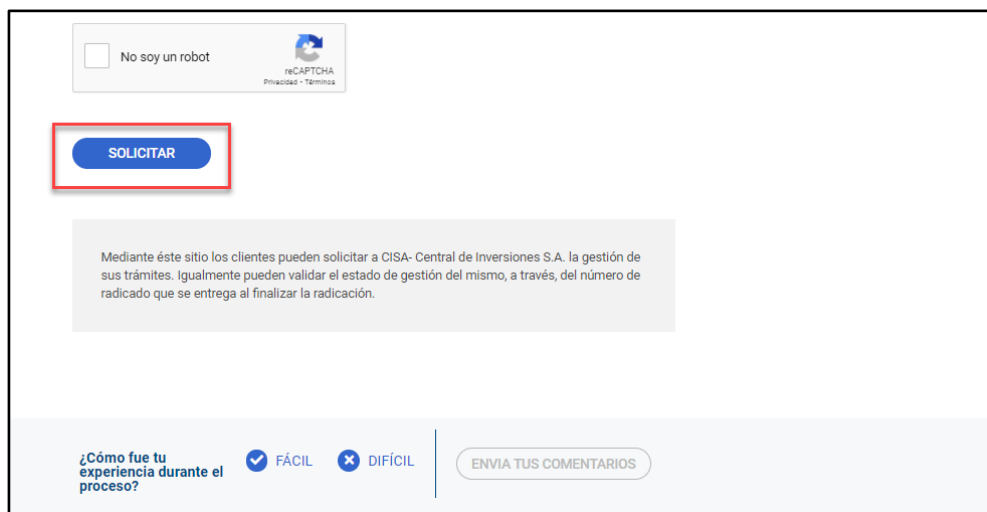 No soy un robot
reCAPTCHA
Privacidad - Términos
SOLICITAR
Mediante éste sitio los clientes pueden solicitar a CISA- Central de Inversiones S.A. la gestión de
sus trámites. Igualmente pueden validar el estado de gestión del mismo, a través, del número de
radicado que se entrega al finalizar la radicación.
¿Cómo fue tu
experiencia durante el
proceso?
FÁCIL
DIFÍCIL
ENVIA TUS COMENTARIOS